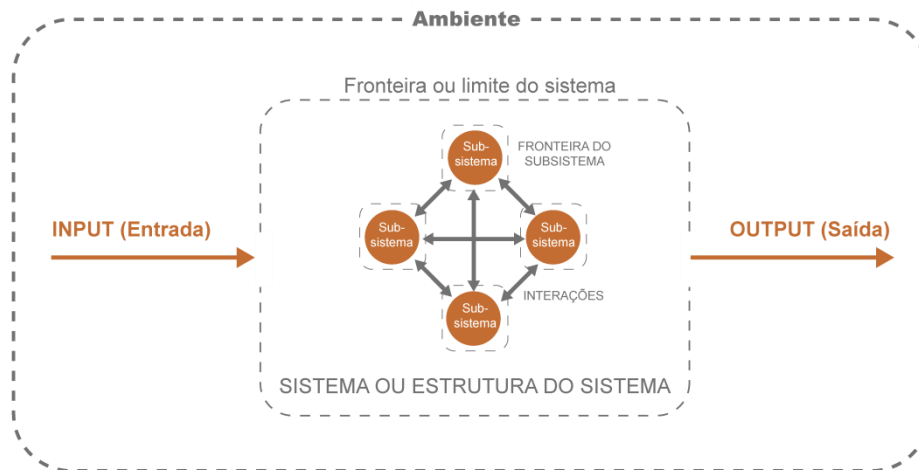 Ambiente
Fronteira ou limite do sistema
Sub-
sistema
FRONTEIRA DO
SUBSISTEMA
INPUT (Entrada)
Sub-
sistema
Sub-
sistema
OUTPUT (Saída)
INTERAÇÕES
Sub-
sistema
SISTEMA OU ESTRUTURA DO SISTEMA